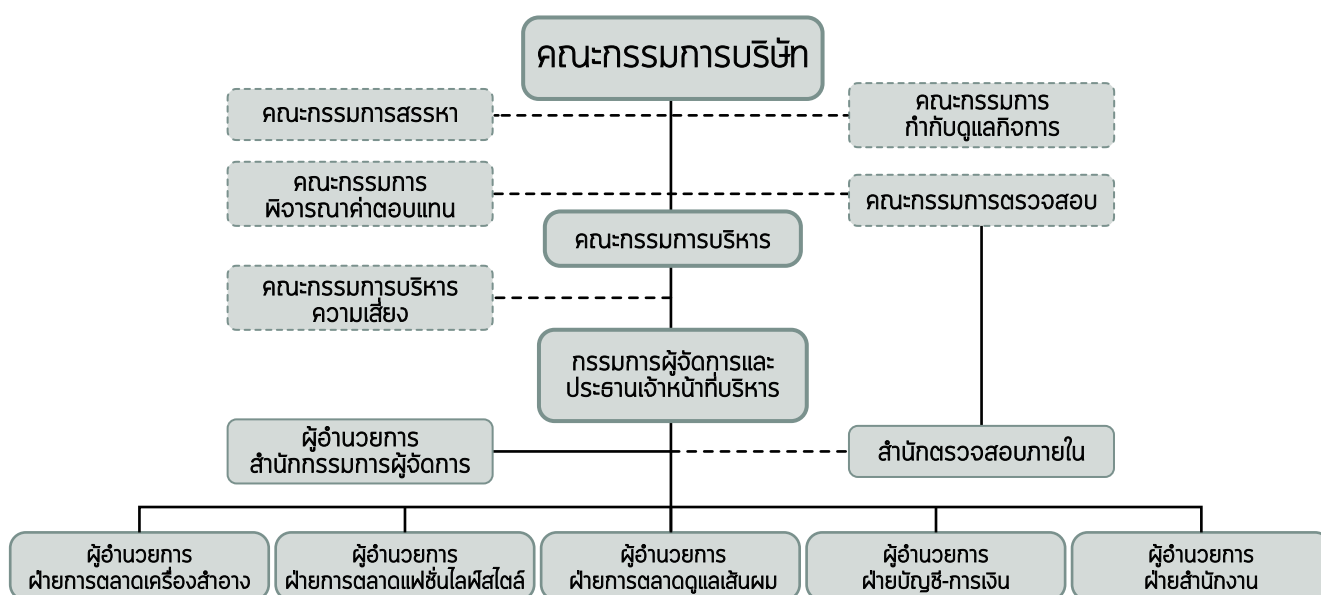 คณะกรรมการบริษัท
คณะกรรมการสรรหา
คณะกรรมการ
กำกับดูแลกิจการ
คณะกรรมการ
พิจารณาค่าตอบแทน
คณะกรรมการตรวจสอบ
คณะกรรมการบริหาร
คณะกรรมการบริหาร
ความเสี่ยง
กรรมการผู้จัดการและ
ประธานเจ้าหน้าที่บริหาร
ผู้อำนวยการ
สำนักกรรมการผู้จัดการ
สำนักตรวจสอบภายใน
ผู้อำนวยการ
ฝ่ายการตลาดเครื่องสำอาง
ผู้อำนวยการ
ฝ่ายการตลาดแฟชั่นไลฟ์สไตล์
ผู้อำนวยการ
ฝ่ายการตลาดดูแลเส้นผม
ผู้อำนวยการ
ฝ่ายบัญชี-การเงิน
ผู้อำนวยการ
ฝ่ายสำนักงาน